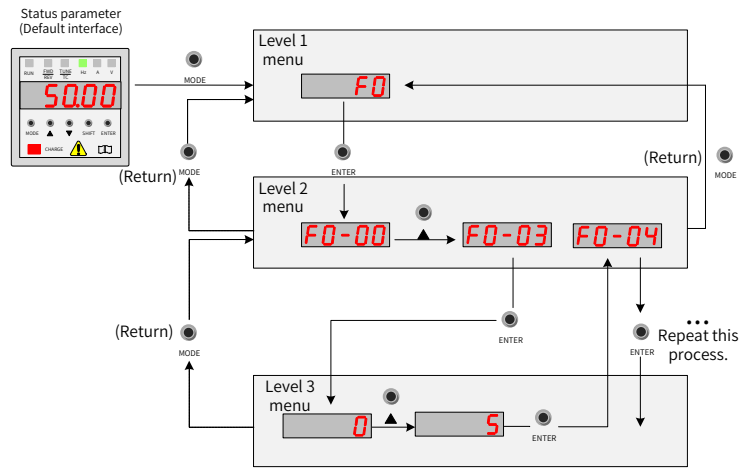 Status parameter
(Default interface)
RUN FWD TUNE Hz A V
REV TC
50.00
MODE SHIFT ENTER
CHARGE
MODE
Level 1
menu
F0
(Return)
MODE
ENTER
(Return)
MODE
Level 2
menu
F0-00
F0-03
F0-04
(Return)
MODE
ENTER
...
Repeat this
process.
ENTER
Level 3
menu
0
5
ENTER